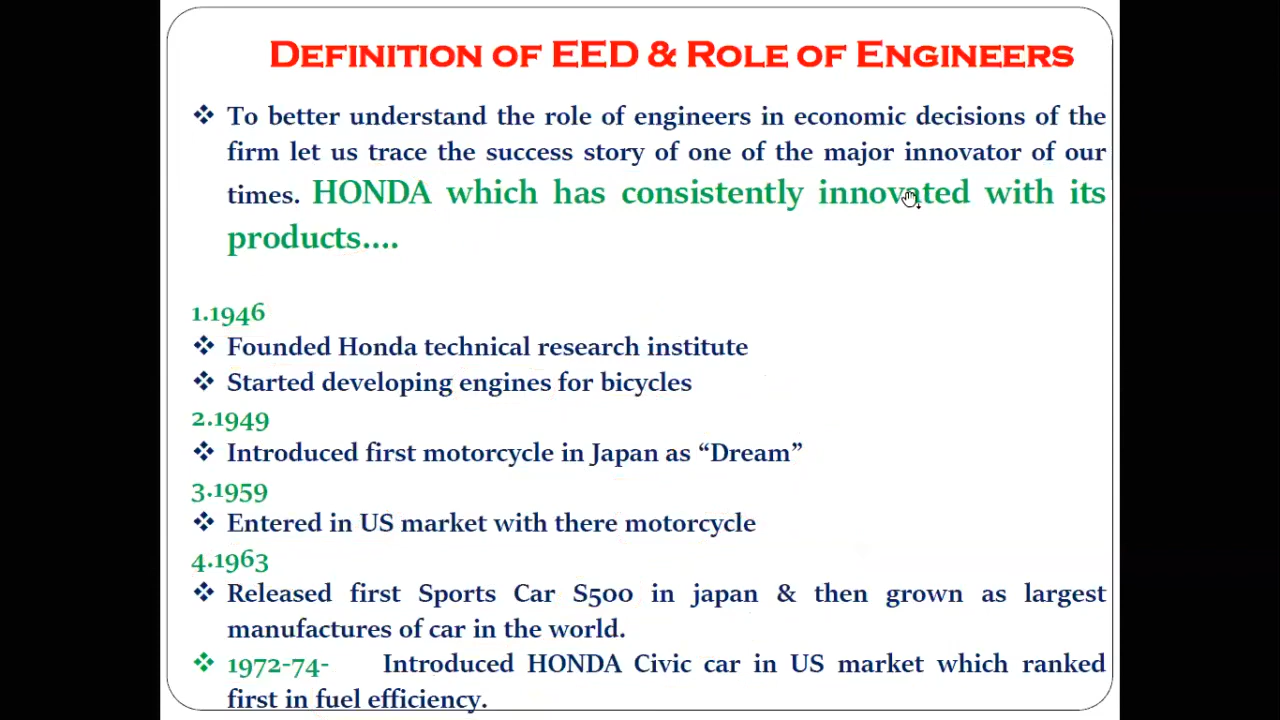 DEFINITION OF EED & ROLE OF ENGINEERS
❖ To better understand the role of engineers in economic decisions of the
firm let us trace the success story of one of the major innovator of our
times. HONDA which has consistently innovated with its
products....
1.1946
❖ Founded Honda technical research institute
❖ Started developing engines for bicycles
2.1949
❖ Introduced first motorcycle in Japan as “Dream”
3.1959
❖ Entered in US market with there motorcycle
4.1963
❖ Released first Sports Car S500 in japan & then grown as largest
manufactures of car in the world.
❖ 1972-74- Introduced HONDA Civic car in US market which ranked
first in fuel efficiency.